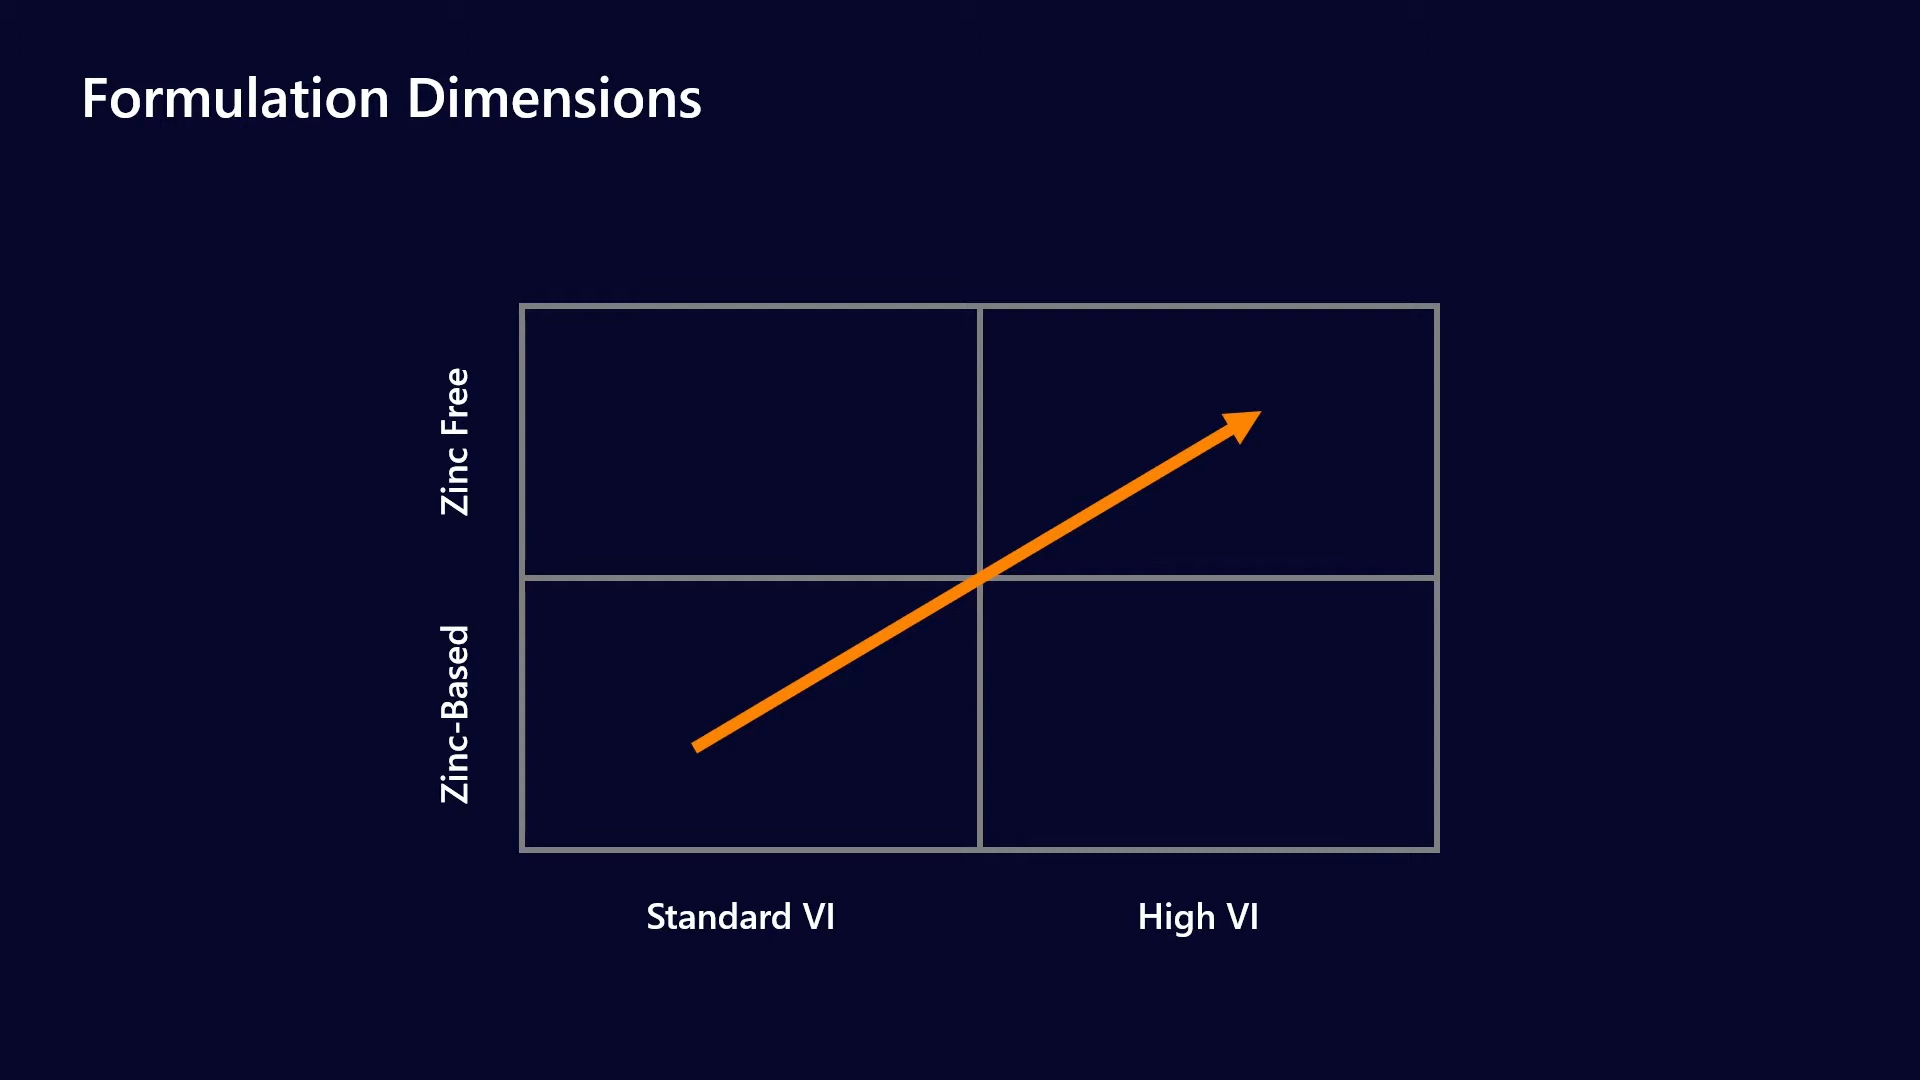 Formulation Dimensions
Zinc Free
Zinc-Based
Standard VI
High VI